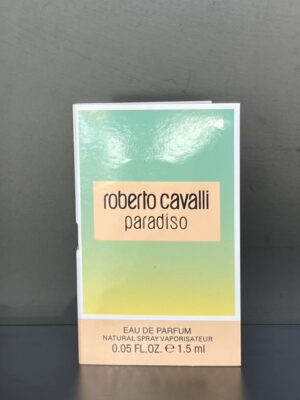 roberto cavalli
paradiso
EAU DE PARFUM
NATURAL SPRAY VAPORISATEUR
0.05 FL.OZ. ℮ 1.5 ml